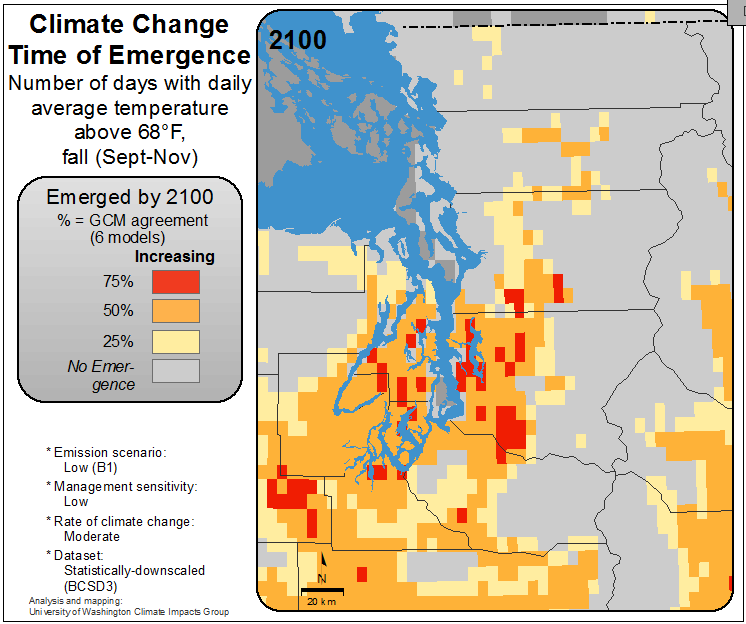 Climate Change
Time of Emergence
Number of days with daily
average temperature
above 68°F,
fall (Sept-Nov)
Emerged by 2100
% = GCM agreement
(6 models)
Increasing
75%
50%
25%
No Emer-
gence
* Emission scenario:
Low (B1)
* Management sensitivity:
Low
* Rate of climate change:
Moderate
* Dataset:
Statistically-downscaled
(BCSD3)
Analysis and mapping:
University of Washington Climate Impacts Group
2100
N
20 km